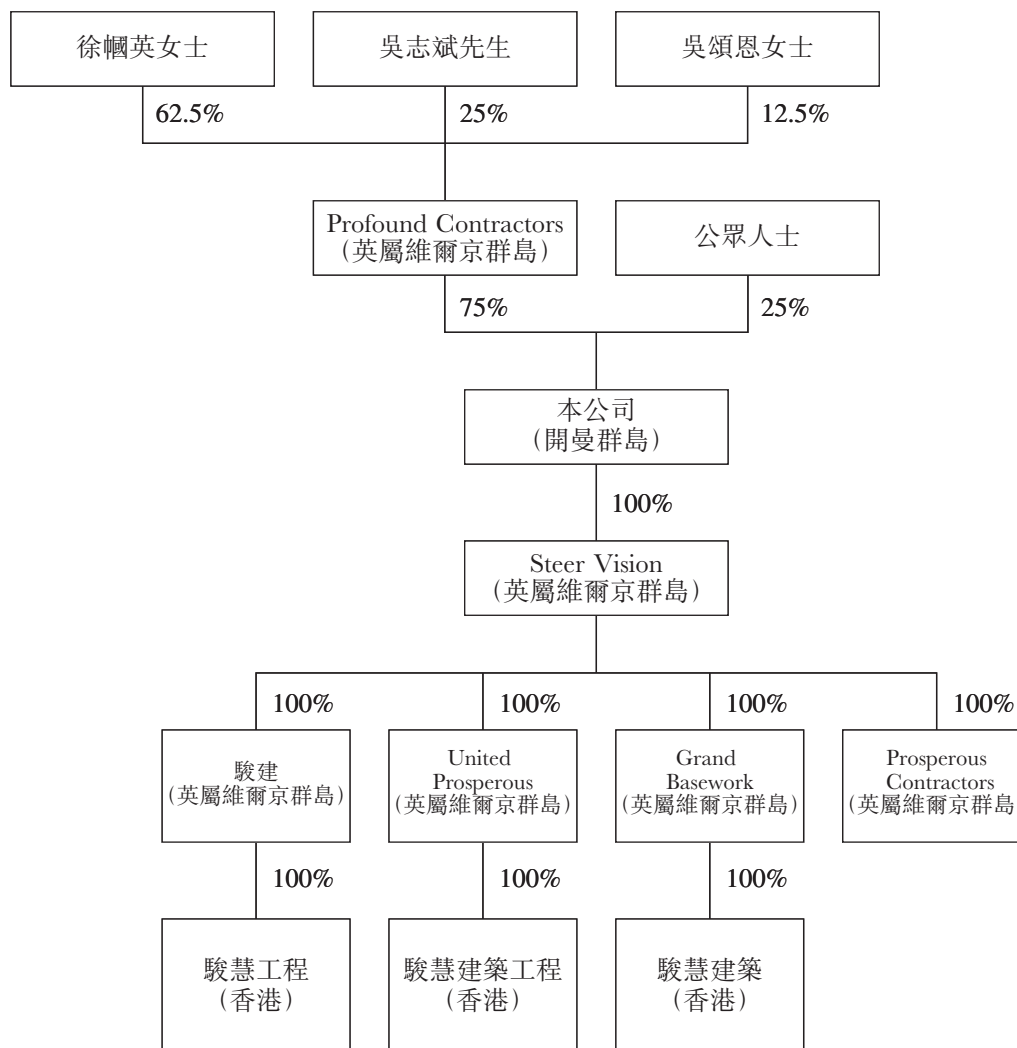 徐幗英女士
吳志斌先生
吳頌恩女士
62.5%
25%
12.5%
Profound Contractors
(英屬維爾京群島)
公眾人士
75%
25%
本公司
(開曼群島)
100%
Steer Vision
(英屬維爾京群島)
100%
100%
100%
100%
駿建
(英屬維爾京群島)
United
Prosperous
(英屬維爾京群島)
Grand
Basework
(英屬維爾京群島)
Prosperous
Contractors
(英屬維爾京群島
100%
100%
100%
駿慧工程
(香港)
駿慧建築工程
(香港)
駿慧建築
(香港)